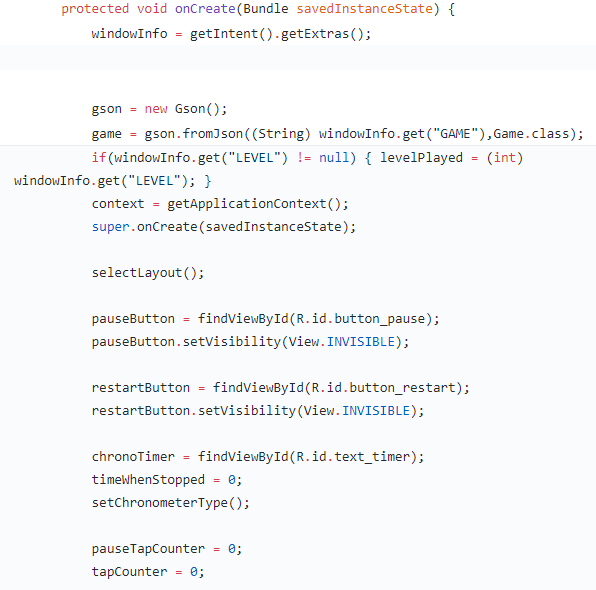 protected void onCreate(Bundle savedInstanceState) {
windowInfo = getIntent().getExtras();
gson = new Gson();
game = gson.fromJson((String) windowInfo.get("GAME"),Game.class);
if(windowInfo.get("LEVEL") != null) { levelPlayed = (int)
windowInfo.get("LEVEL"); }
context = getApplicationContext();
super.onCreate(savedInstanceState);
selectLayout();
pauseButton = findViewById(R.id.button_pause);
pauseButton.setVisibility(View.INVISIBLE);
restartButton = findViewById(R.id.button_restart);
restartButton.setVisibility(View.INVISIBLE);
chronoTimer = findViewById(R.id.text_timer);
timeWhenStopped = 0;
setChronometerType();
pauseTapCounter = 0;
tapCounter = 0;